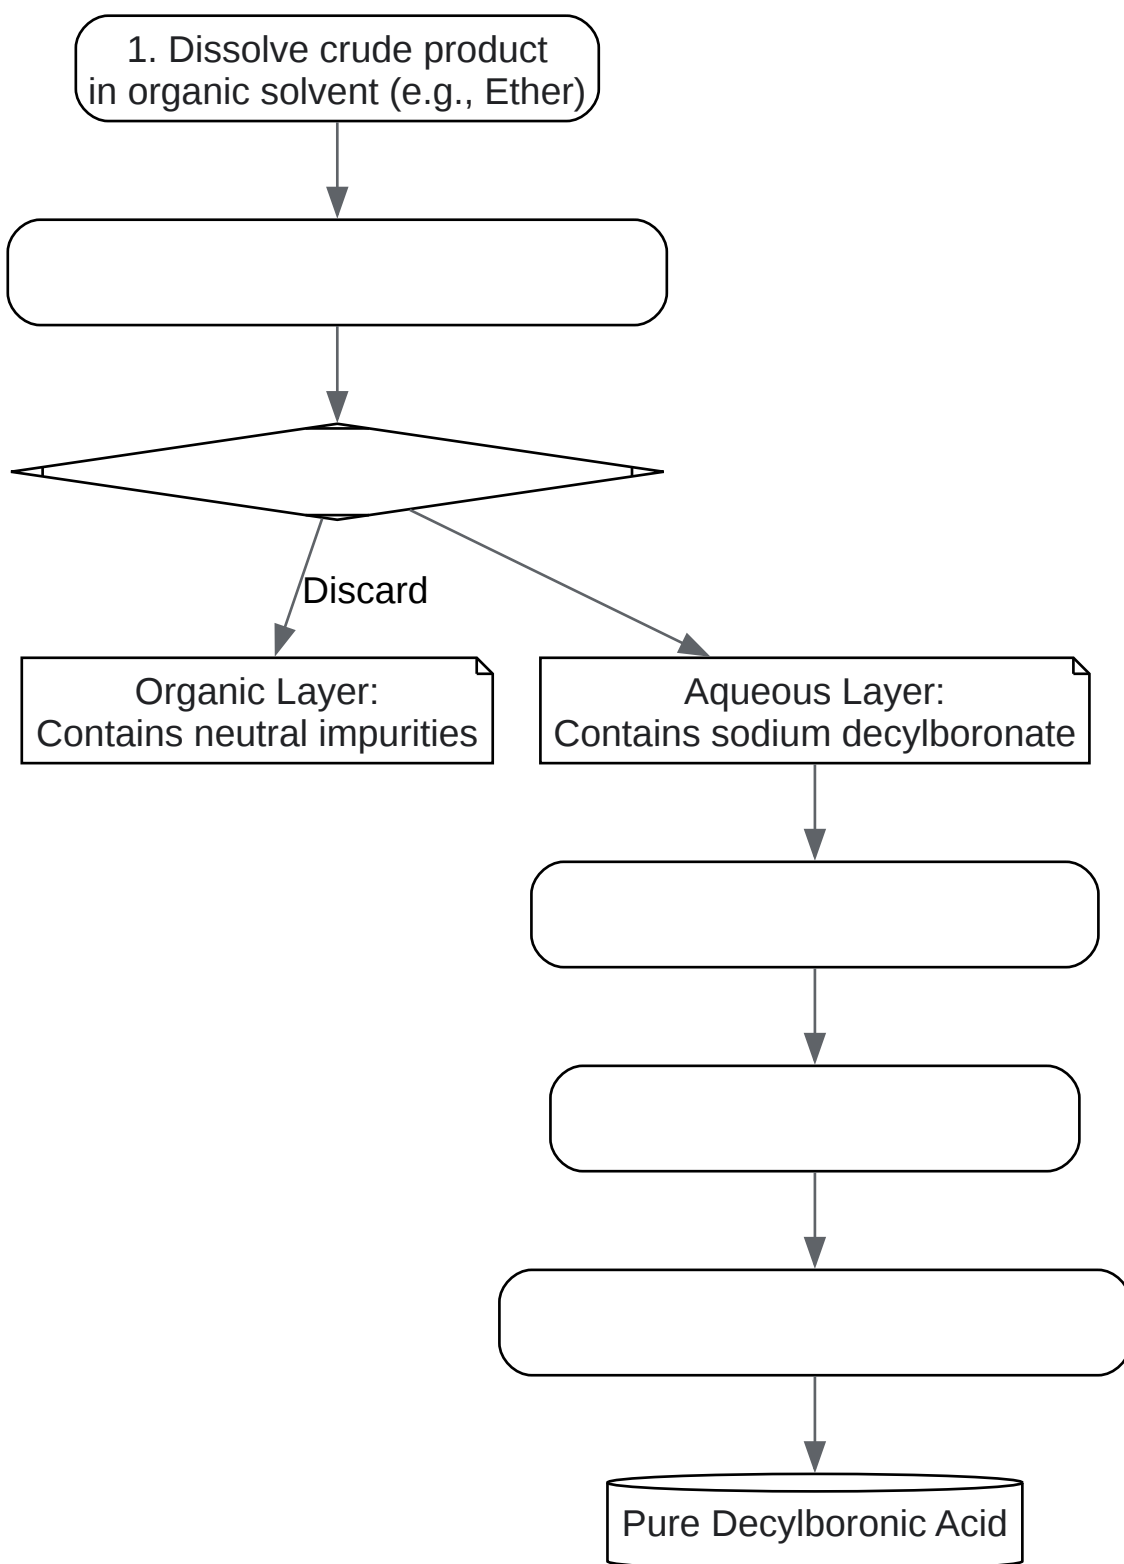 1. Dissolve crude product
in organic solvent (e.g., Ether)
Discard
Organic Layer:
Contains neutral impurities
Aqueous Layer:
Contains sodium decylboronate
Pure Decylboronic Acid